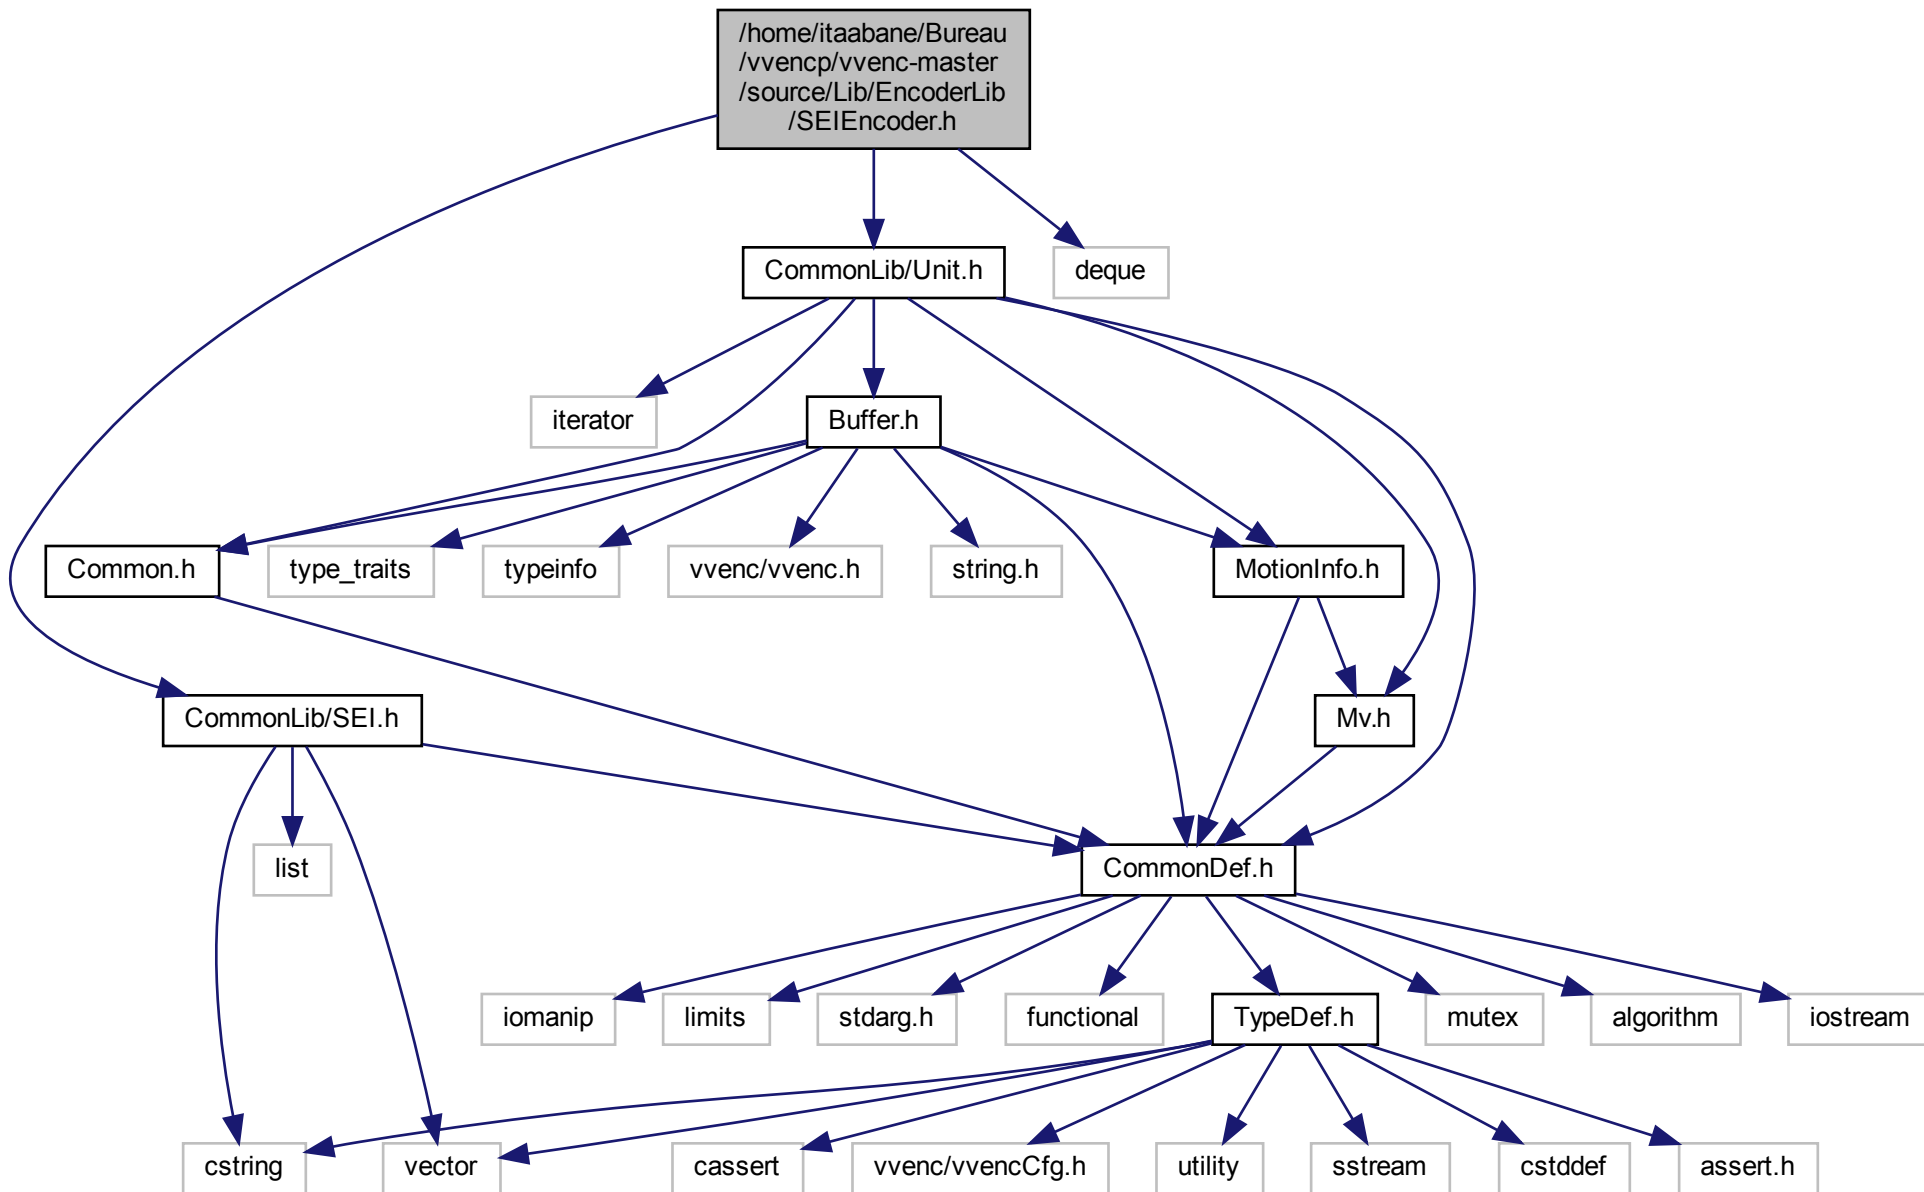 /home/itaabane/Bureau
/vvencp/vvenc-master
/source/Lib/EncoderLib
/SEIEncoder.h
CommonLib/Unit.h
deque
iterator
Buffer.h
Common.h
type_traits
typeinfo
vvenc/vvenc.h
string.h
MotionInfo.h
CommonLib/SEI.h
Mv.h
list
CommonDef.h
iomanip
limits
stdarg.h
functional
TypeDef.h
mutex
algorithm
iostream
cstring
vector
cassert
vvenc/vvencCfg.h
utility
sstream
cstddef
assert.h